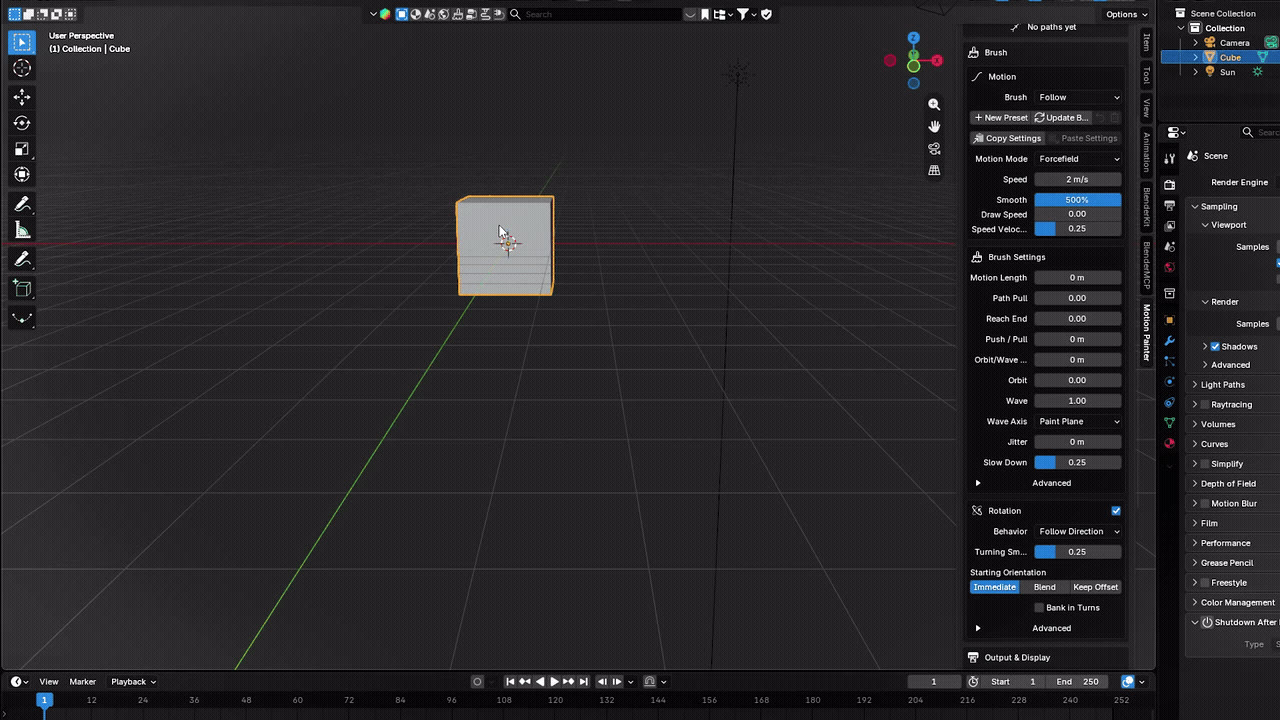 Search
Options
Scene Collection
Collection
Camera
Cube
Sun
User Perspective
(1) Collection | Cube
Z
Y
X
No paths yet
Brush
Motion
Brush Follow
New Preset Update B...
Copy Settings Paste Settings
Motion Mode Forcefield
Speed 2 m/s
Smooth 500%
Draw Speed 0.00
Speed Veloc... 0.25
Brush Settings
Motion Length 0 m
Path Pull 0.00
Reach End 0.00
Push / Pull 0 m
Orbit/Wave ... 0 m
Orbit 0.00
Wave 1.00
Wave Axis Paint Plane
Jitter 0 m
Slow Down 0.25
Advanced
Rotation
Behavior Follow Direction
Turning Sm... 0.25
Starting Orientation
Immediate Blend Keep Offset
Bank in Turns
Advanced
Output & Display
Item
Tool
View
Animation
BlenderKit
BlenderMCP
Motion Painter
Scene
Render Engine
Sampling
Viewport
Samples
Render
Samples
Shadows
Advanced
Light Paths
Raytracing
Volumes
Curves
Simplify
Depth of Field
Motion Blur
Film
Performance
Grease Pencil
Freestyle
Color Management
Shutdown After
Type
View Marker Playback 1 Start 1 End 250
1 12 24 36 48 60 72 84 96 108 120 132 144 156 168 180 192 204 216 228 240 252